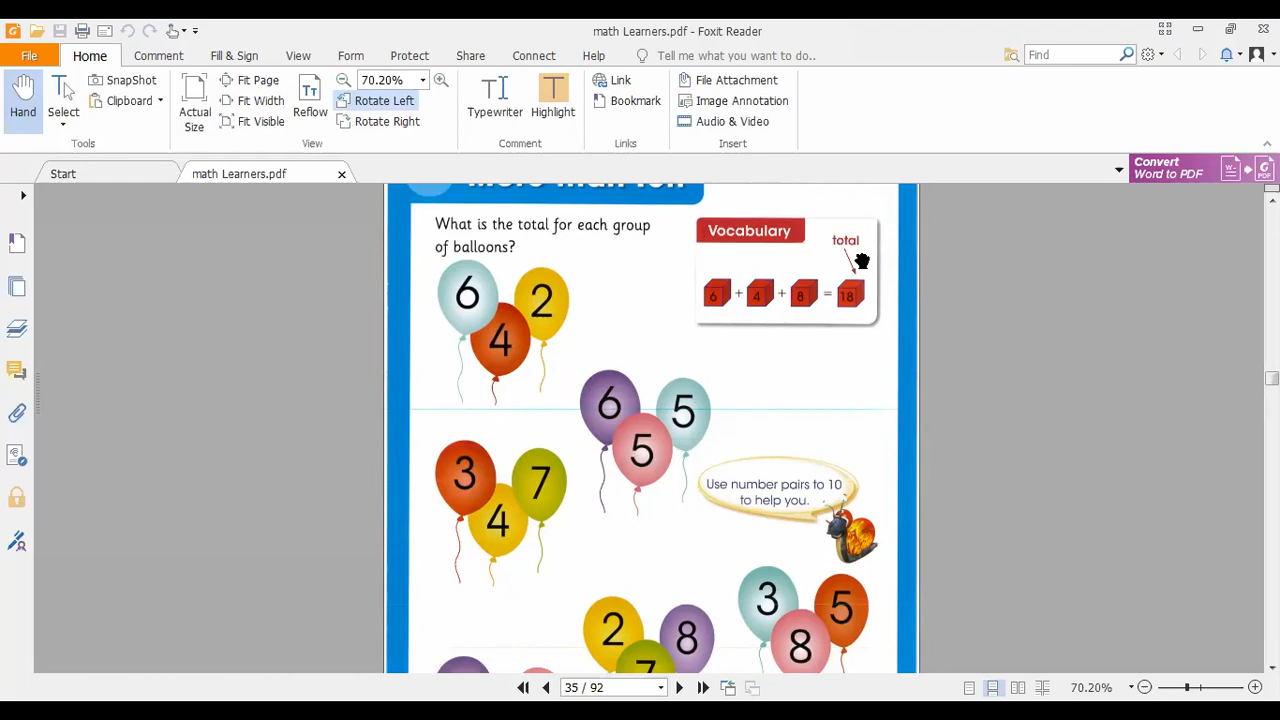 math Learners.pdf - Foxit Reader
File Home Comment Fill & Sign View Form Protect Share Connect Help Tell me what you want to do.. Find
Hand
Select
SnapShot
Clipboard
Tools
Actual Size
Fit Page
Fit Width
Fit Visible
Reflow
70.20%
Rotate Left
Rotate Right
View
Typewriter
Highlight
Comment
Link
Bookmark
Links
File Attachment
Image Annotation
Audio & Video
Insert
Start
math Learners.pdf
Convert
Word to PDF
What is the total for each group
of balloons?
Vocabulary
total
6 + 4 + 8 = 18
6 2
4
6 5
5
3 7
4
Use number pairs to 10
to help you.
3 5
8
2 8
7
35 / 92
70.20%